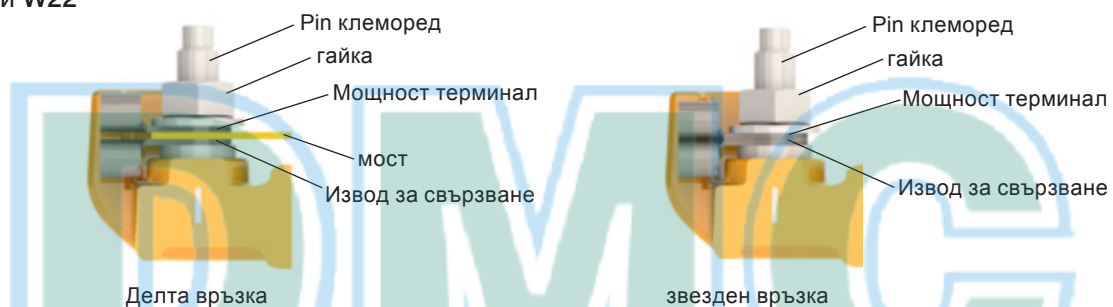 и W22
Pin клеморед
гайка
Мощност терминал
мост
Извод за свързване
Делта връзка
Pin клеморед
гайка
Мощност терминал
Извод за свързване
звезден връзка
DMC